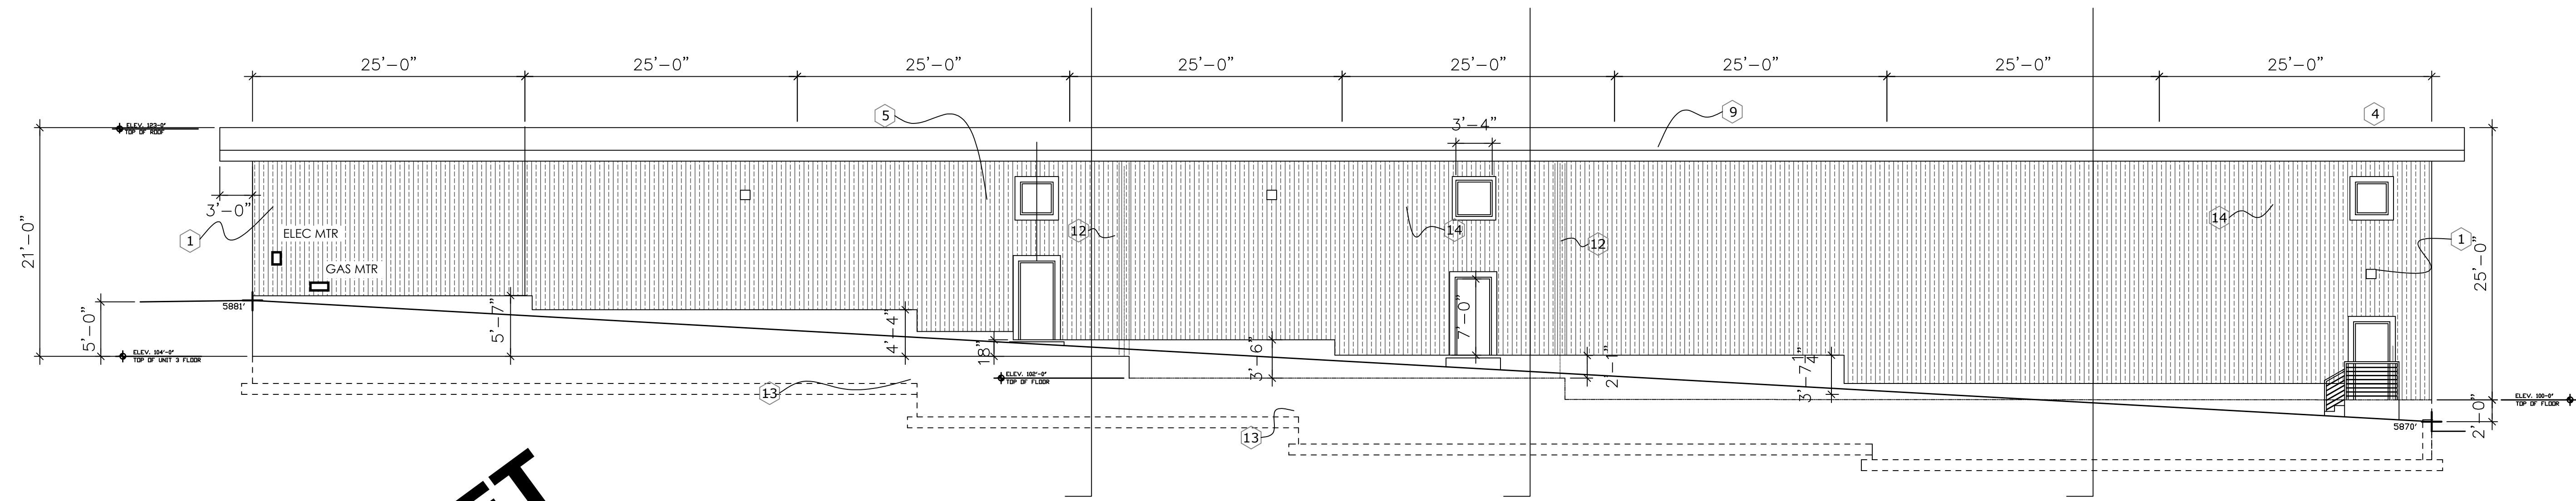 25'-0" 25'-0" 25'-0" 25'-0" 25'-0" 25'-0" 25'-0" 25'-0"
5 9 4
ELEV. 123-0"
TOP OF ROOF
3'-4"
3'-0"
21'-0"
1
ELEC MTR
GAS MTR
12 14 12 14 1
25'-0"
5881'
5'-0"
5'-7"
4'-4"
18"
3'-6"
7'-0"
2'-1"
3'-7 1/4"
ELEV. 104'-0"
TOP OF UNIT 3 FLOOR
ELEV. 102'-0"
TOP OF FLOOR
ELEV. 100-0"
TOP OF FLOOR
2'-0"
13
13
5870'